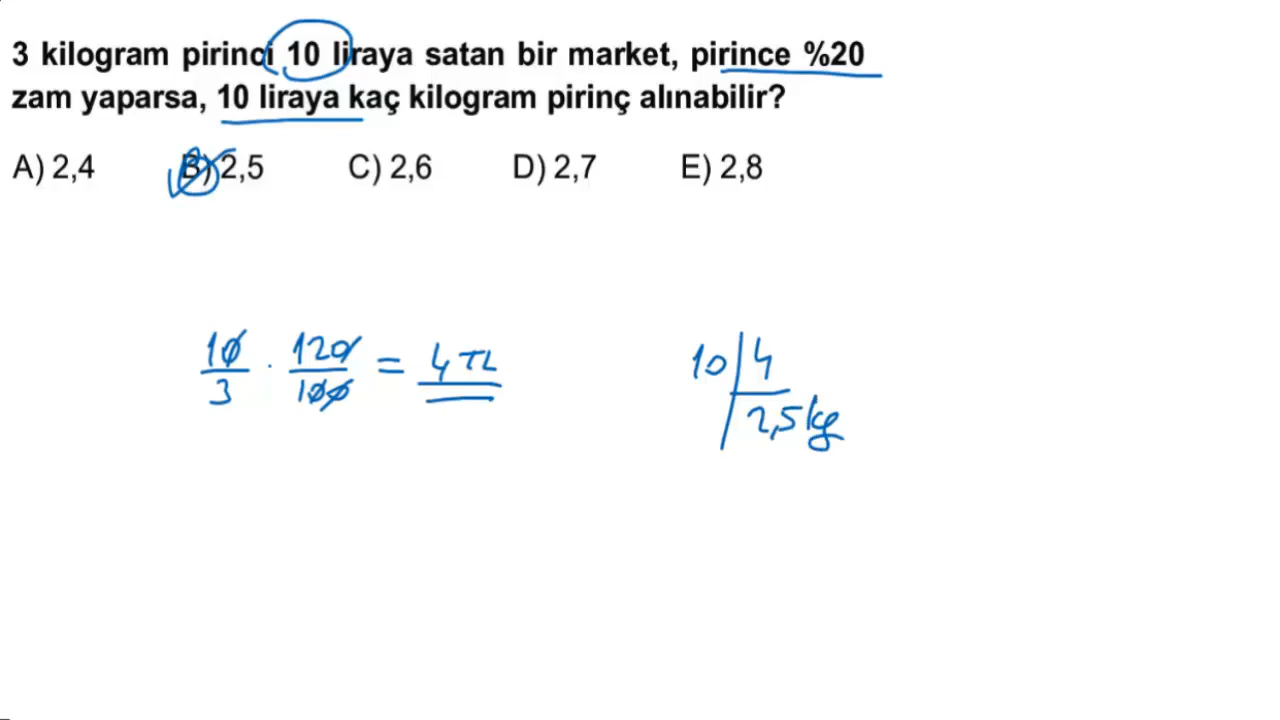 3 kilogram pirinci 10 liraya satan bir market, pirince %20
zam yaparsa, 10 liraya kaç kilogram pirinç alınabilir?
A) 2,4 B) 2,5 C) 2,6 D) 2,7 E) 2,8
10/3 · 120/100 = 4 TL
10 | 4
2,5 kg